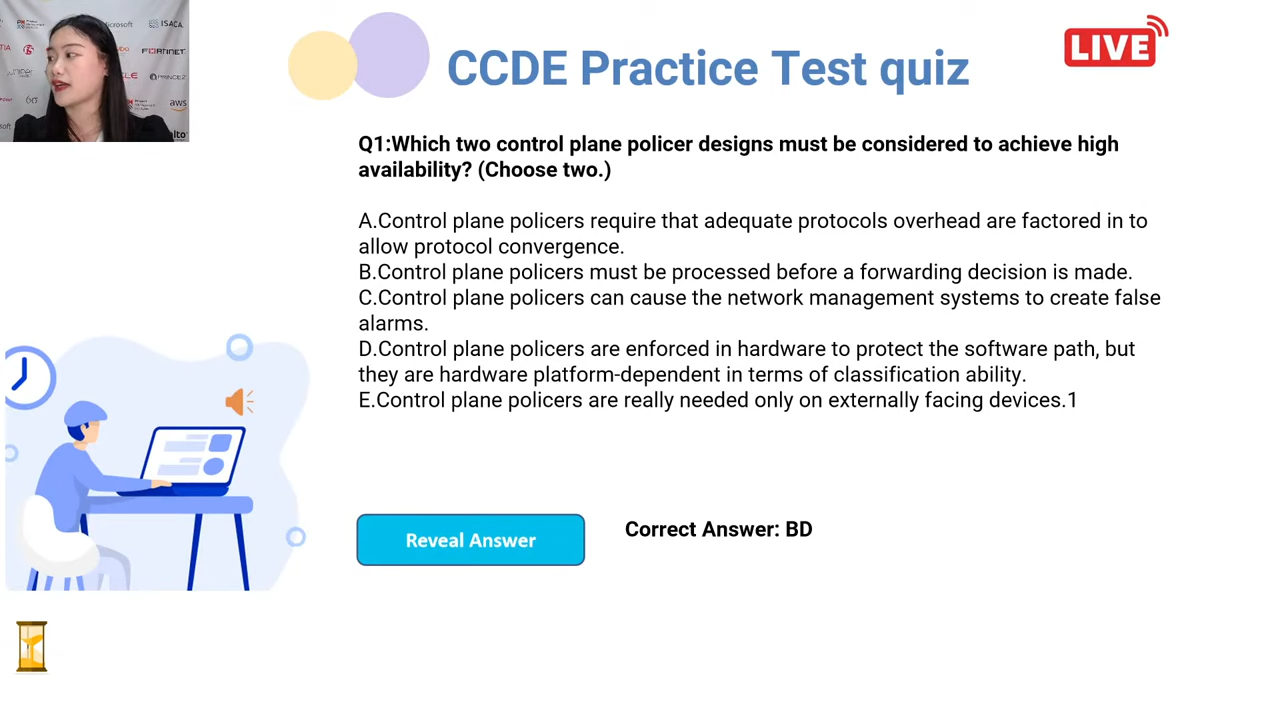 Microsoft
ISACA
FORTINET
PRINCE2
aws
CCDE Practice Test quiz
LIVE
Q1:Which two control plane policer designs must be considered to achieve high
availability? (Choose two.)
A.Control plane policers require that adequate protocols overhead are factored in to
allow protocol convergence.
B.Control plane policers must be processed before a forwarding decision is made.
C.Control plane policers can cause the network management systems to create false
alarms.
D.Control plane policers are enforced in hardware to protect the software path, but
they are hardware platform-dependent in terms of classification ability.
E.Control plane policers are really needed only on externally facing devices.1
Reveal Answer
Correct Answer: BD